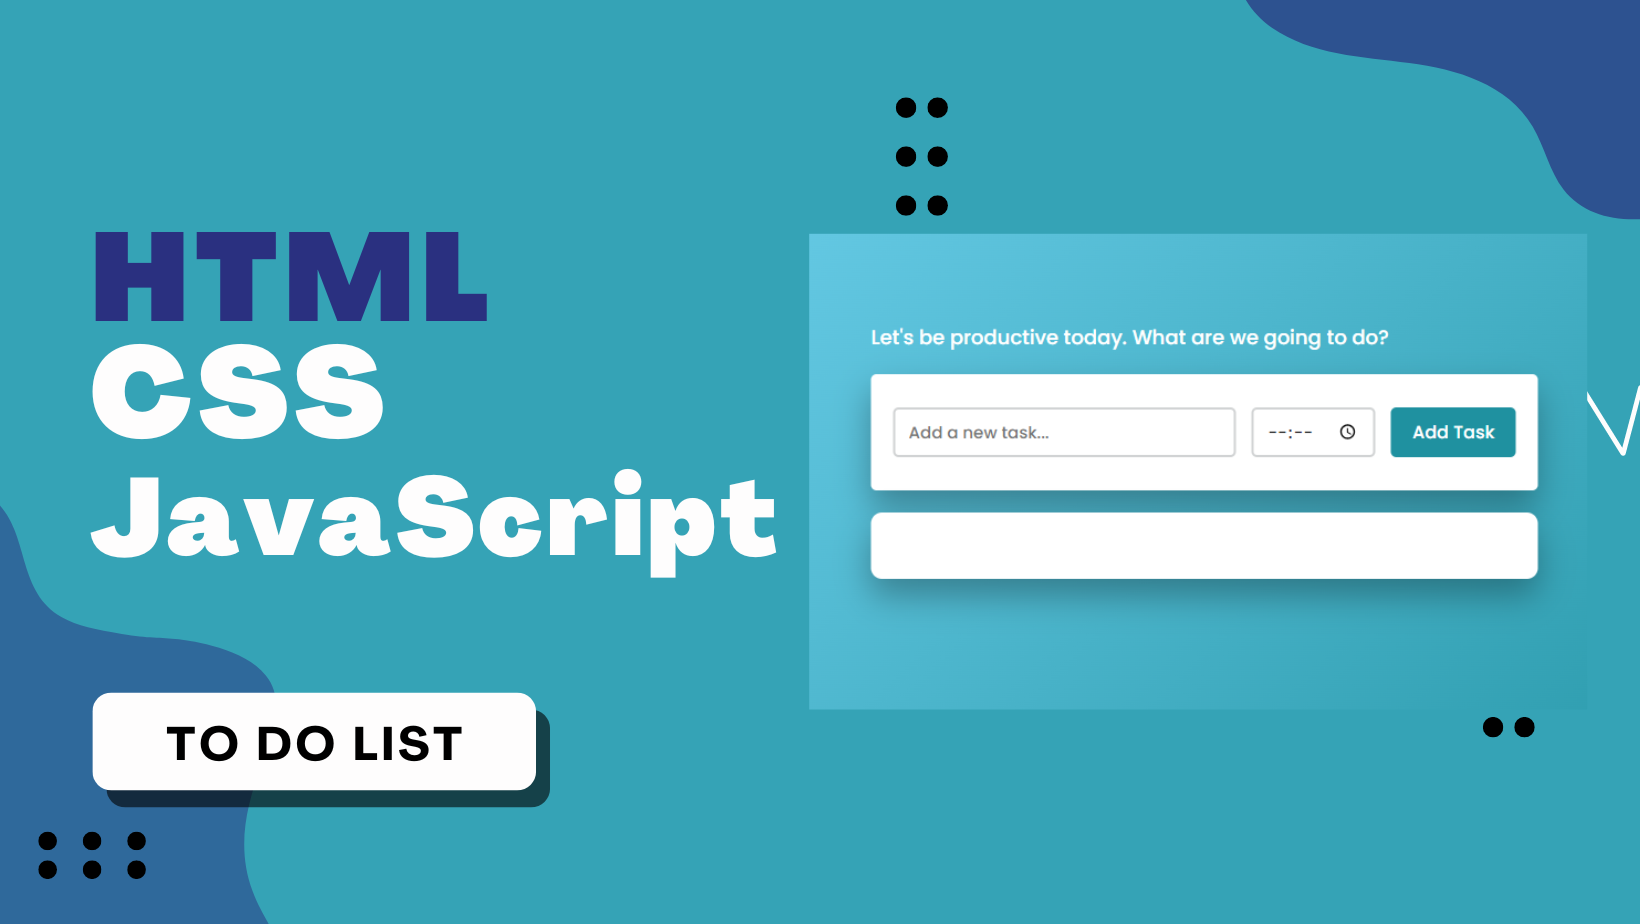 HTML
CSS
JavaScript
TO DO LIST
Let's be productive today. What are we going to do?
Add a new task...
--:--
Add Task